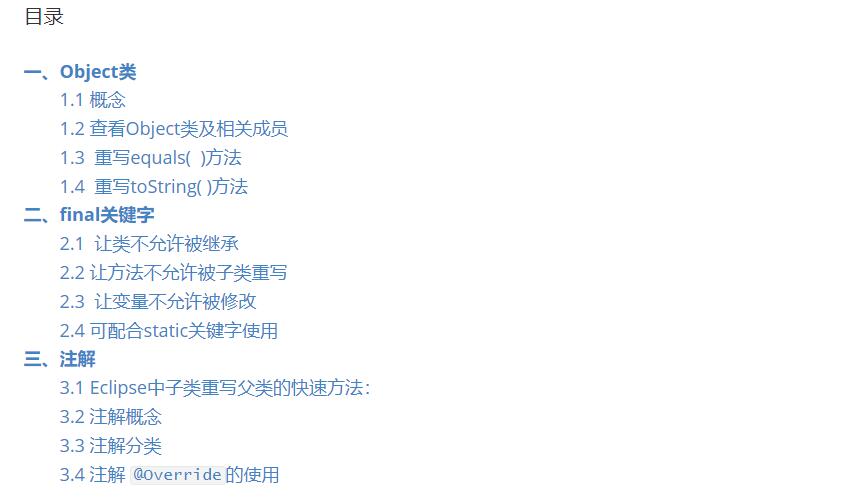 目录
一、Object类
1.1 概念
1.2 查看Object类及相关成员
1.3  重写equals(  )方法
1.4  重写toString( )方法
二、final关键字
2.1  让类不允许被继承
2.2 让方法不允许被子类重写
2.3  让变量不允许被修改
2.4 可配合static关键字使用
三、注解
3.1 Eclipse中子类重写父类的快速方法：
3.2 注解概念
3.3 注解分类
3.4 注解 @Override的使用